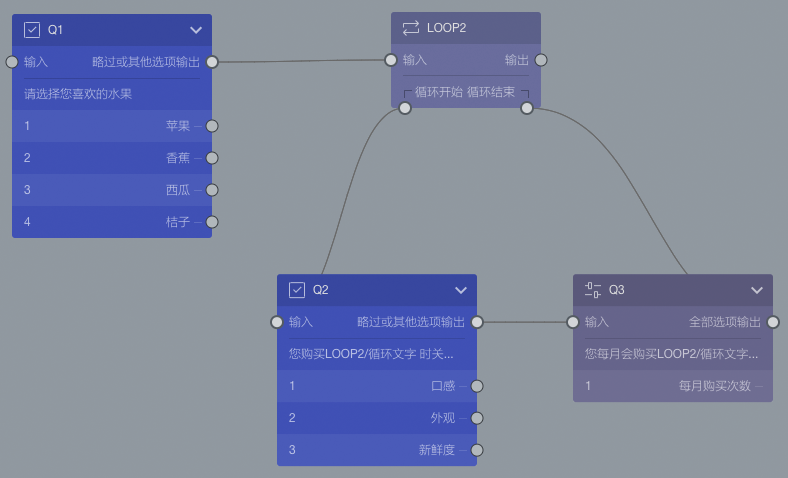 Q1
输入 略过或其他选项输出
请选择您喜欢的水果
1 苹果
2 香蕉
3 西瓜
4 桔子
LOOP2
输入 输出
循环开始 循环结束
Q2
输入 略过或其他选项输出
您购买LOOP2/循环文字 时关...
1 口感
2 外观
3 新鲜度
Q3
输入 全部选项输出
您每月会购买LOOP2/循环文字...
1 每月购买次数